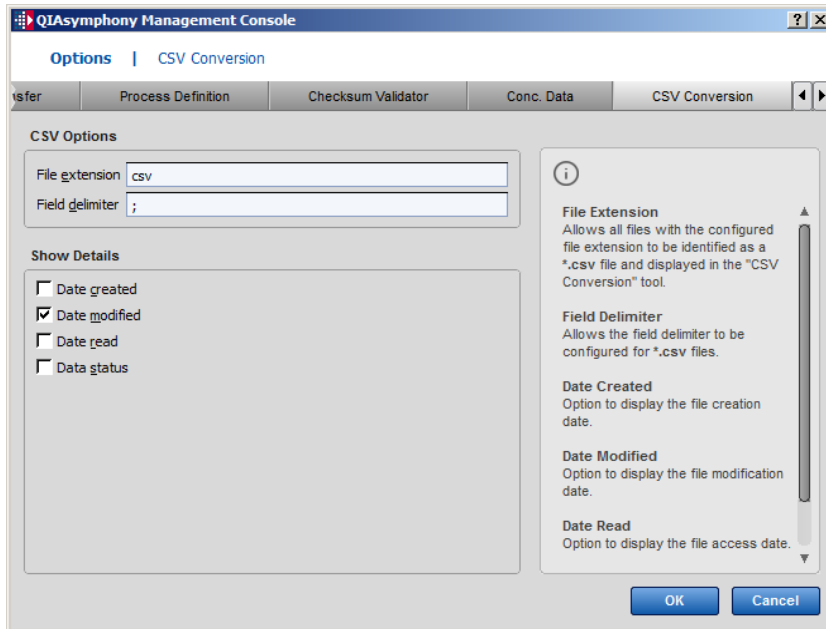 QIAsymphony Management Console
Options | CSV Conversion
sfer Process Definition Checksum Validator Conc. Data CSV Conversion
CSV Options
File extension csv
Field delimiter ;
Show Details
Date created
Date modified
Date read
Data status
File Extension
Allows all files with the configured
file extension to be identified as a
*.csv file and displayed in the "CSV
Conversion" tool.
Field Delimiter
Allows the field delimiter to be
configured for *.csv files.
Date Created
Option to display the file creation
date.
Date Modified
Option to display the file modification
date.
Date Read
Option to display the file access date.
OK Cancel